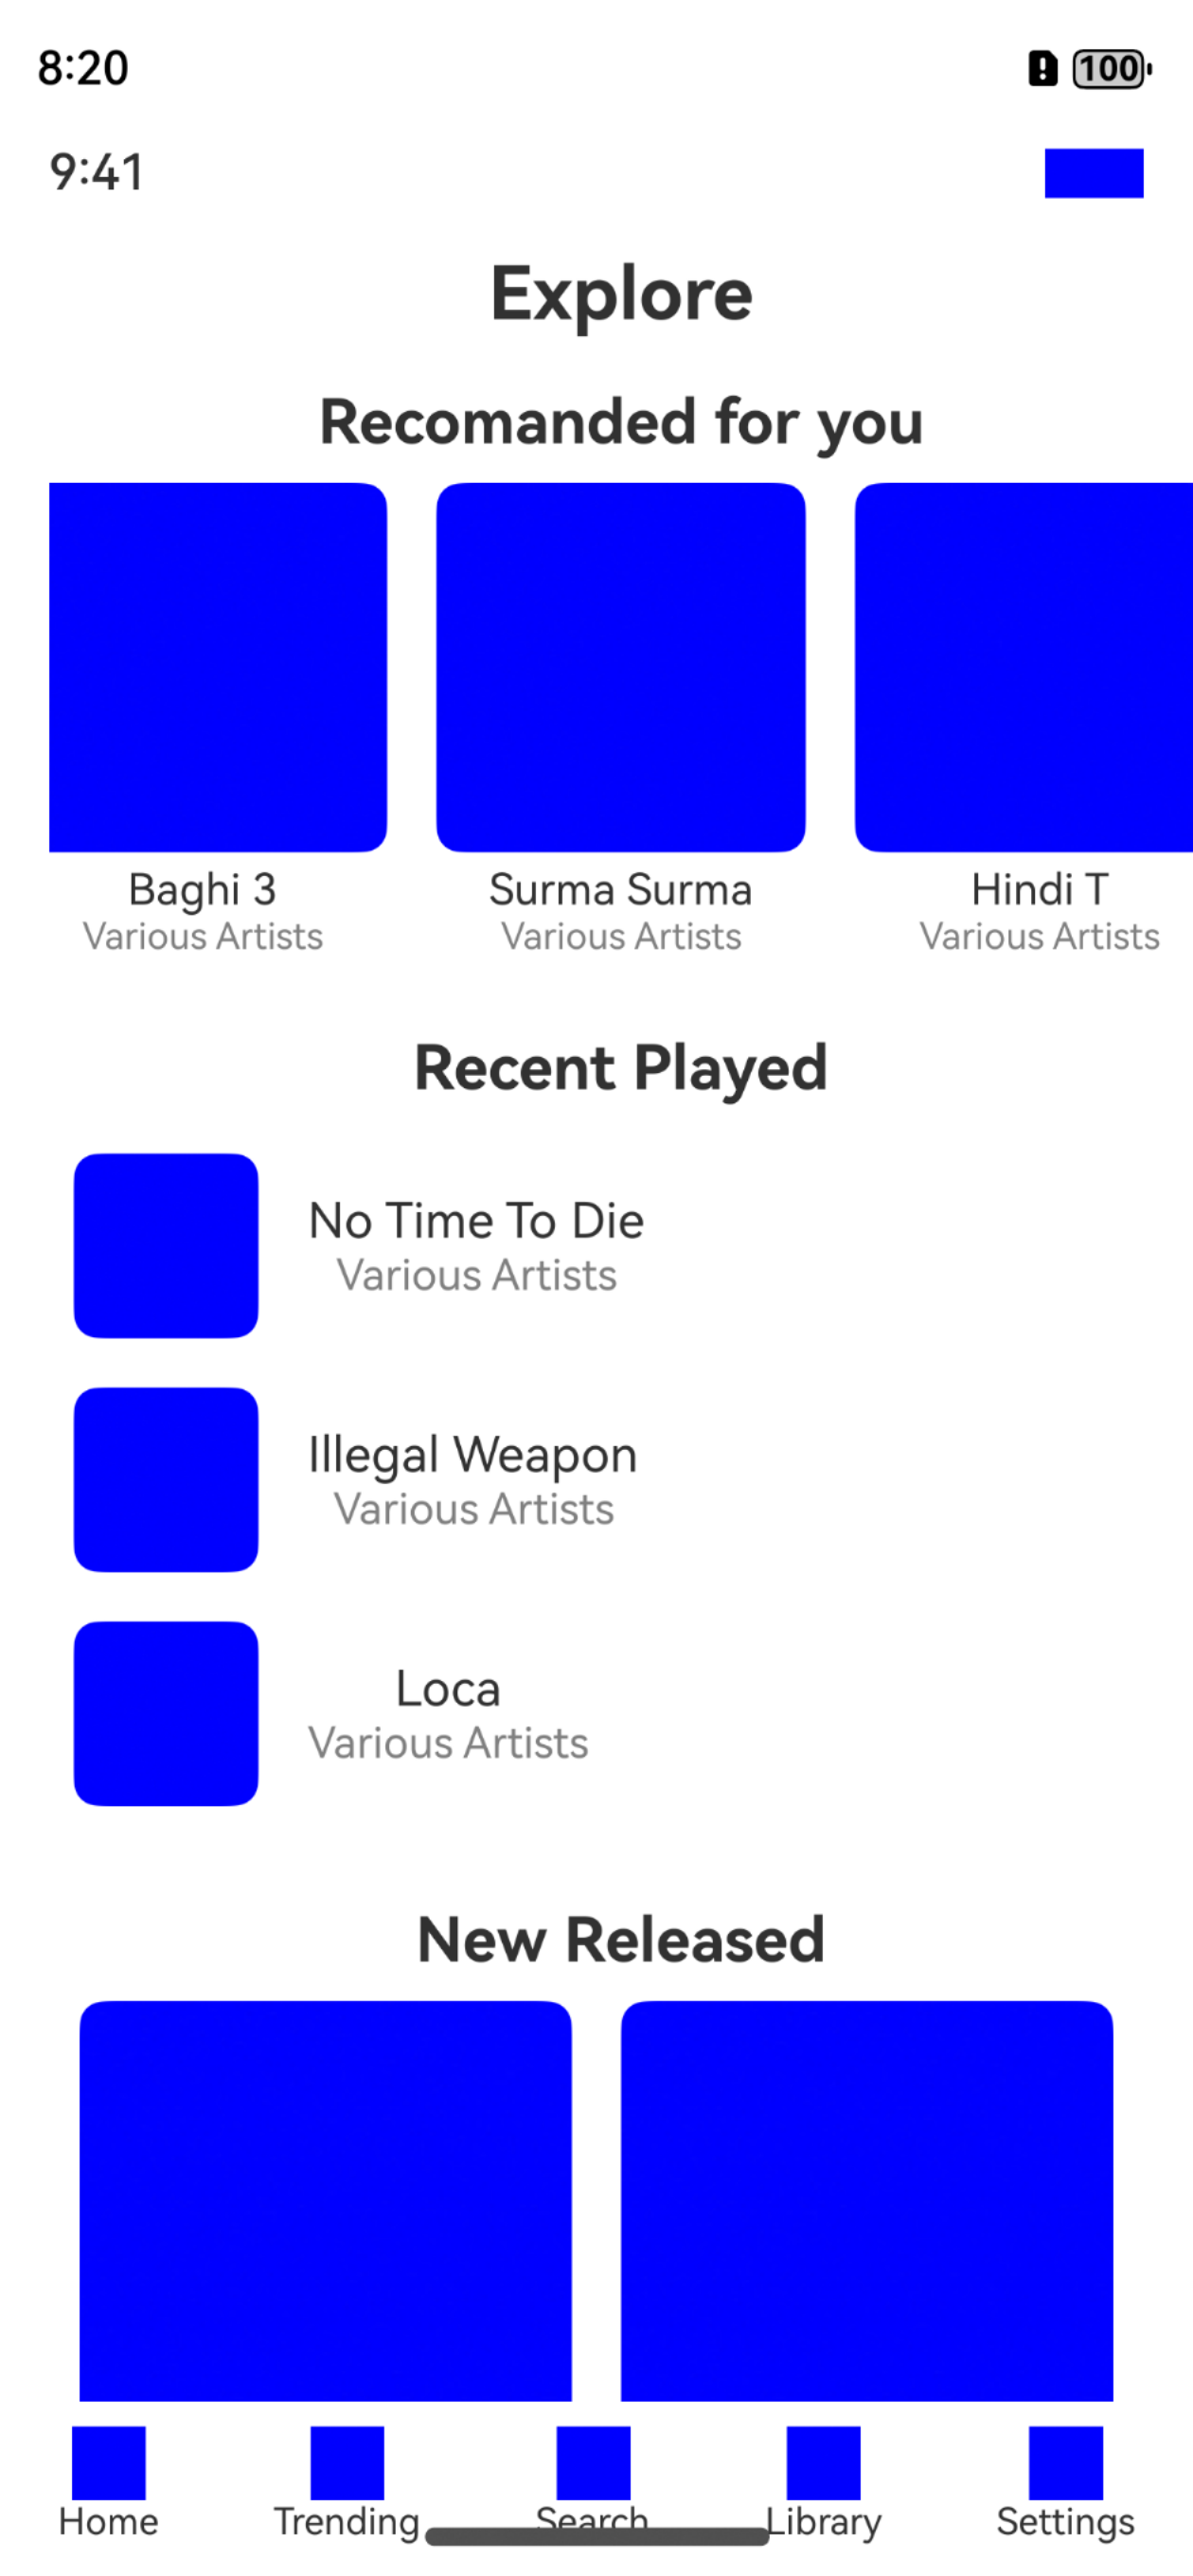 8:20
100
9:41
Explore
Recomanded for you
Baghi 3
Various Artists
Surma Surma
Various Artists
Hindi T
Various Artists
Recent Played
No Time To Die
Various Artists
Illegal Weapon
Various Artists
Loca
Various Artists
New Released
Home
Trending
Search
Library
Settings